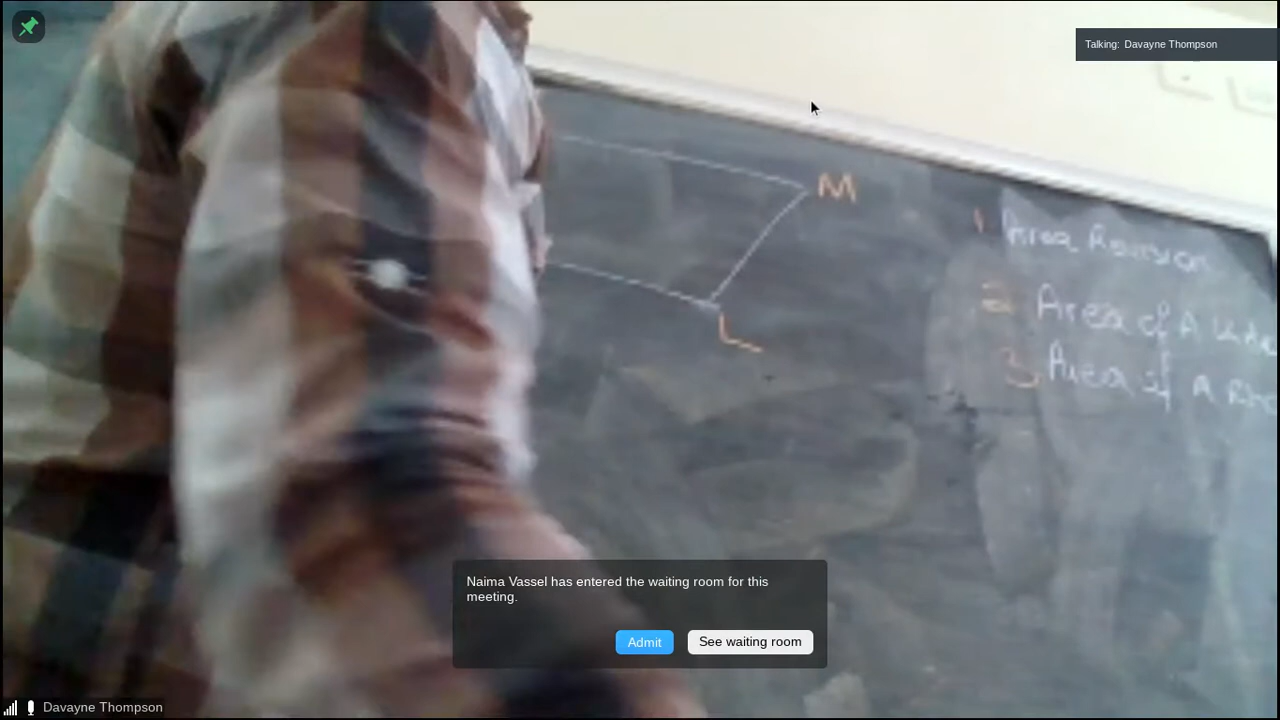 Talking: Davayne Thompson
M
1 Area Revision
2 Area of A
L
3 Area of A
Naima Vassel has entered the waiting room for this
meeting.
Admit See waiting room
Davayne Thompson